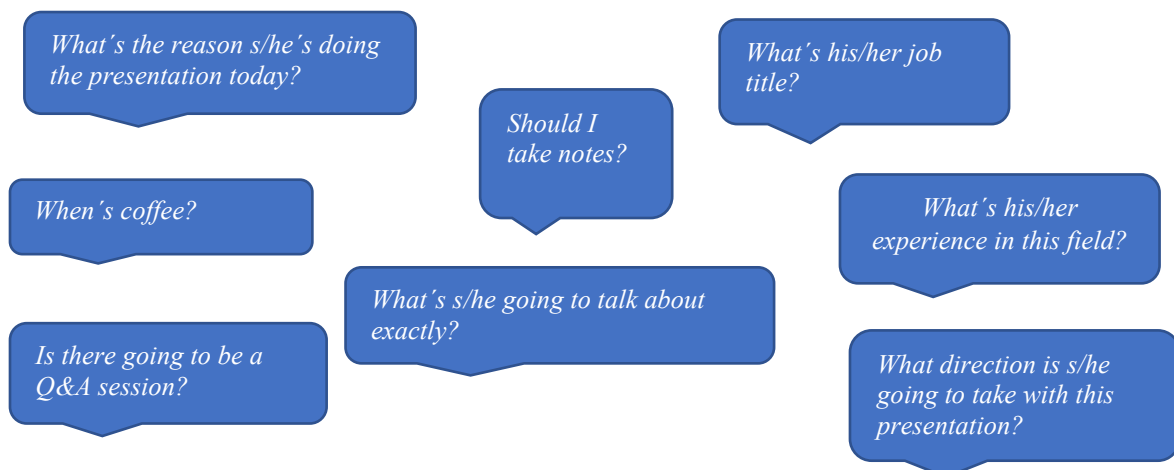 What´s the reason s/he´s doing
the presentation today?
What´s his/her job
title?
Should I
take notes?
When´s coffee?
What´s his/her
experience in this field?
What´s s/he going to talk about
exactly?
Is there going to be a
Q&A session?
What direction is s/he
going to take with this
presentation?